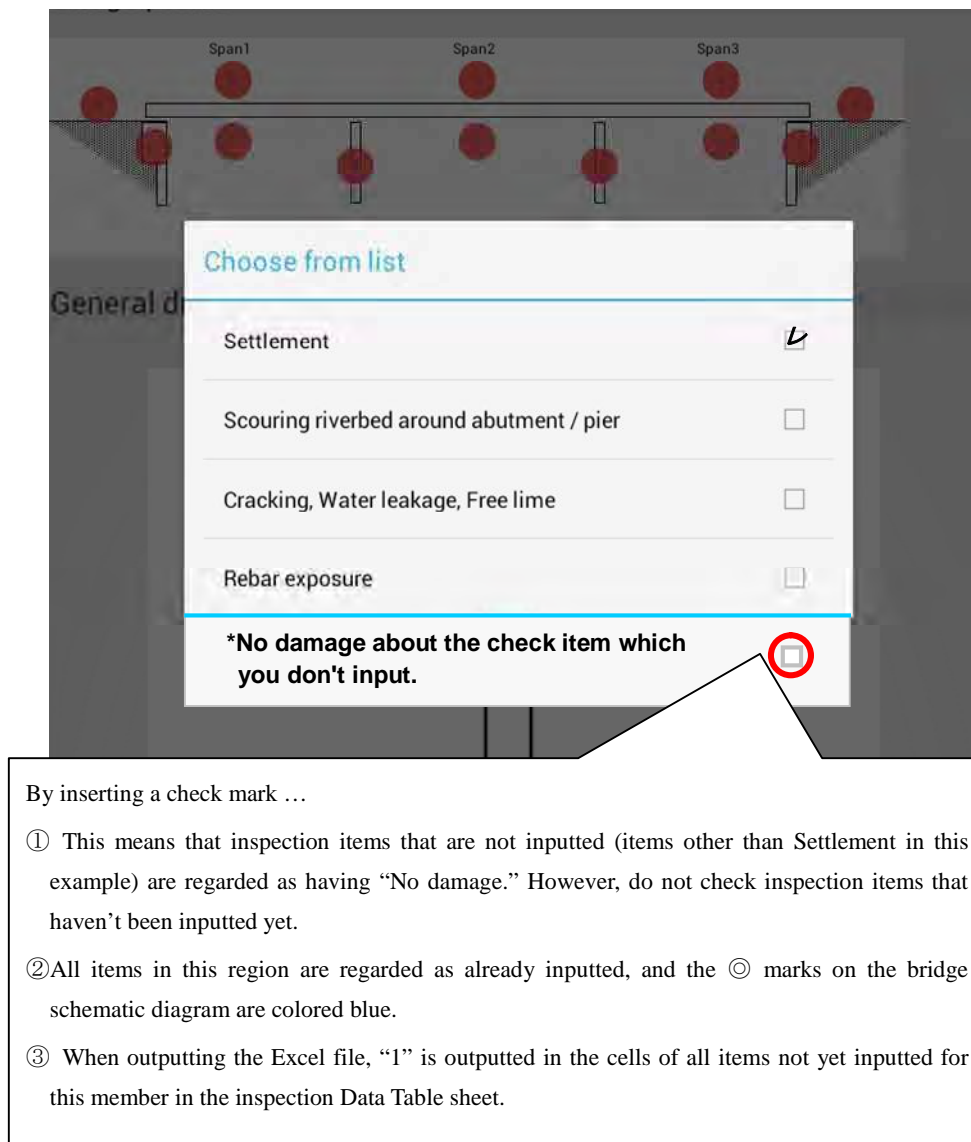 Span1 Span2 Span3
Choose from list
General d
Settlement
Scouring riverbed around abutment / pier
Cracking, Water leakage, Free lime
Rebar exposure
*No damage about the check item which
you don't input.
By inserting a check mark …
① This means that inspection items that are not inputted (items other than Settlement in this
example) are regarded as having “No damage.” However, do not check inspection items that
haven’t been inputted yet.
②All items in this region are regarded as already inputted, and the ◎ marks on the bridge
schematic diagram are colored blue.
③ When outputting the Excel file, “1” is outputted in the cells of all items not yet inputted for
this member in the inspection Data Table sheet.